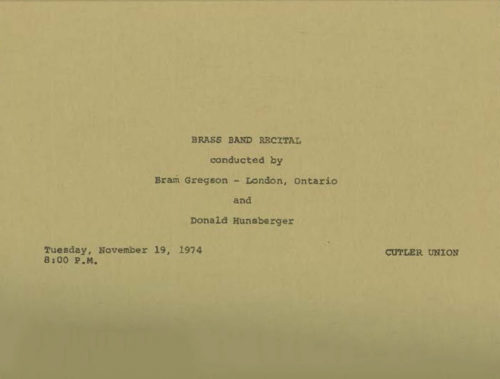 BRASS BAND RECITAL
conducted by
Bram Gregson - London, Ontario
and
Donald Hunsberger
Tuesday, November 19, 1974
8:00 P.M.
CUTLER UNION